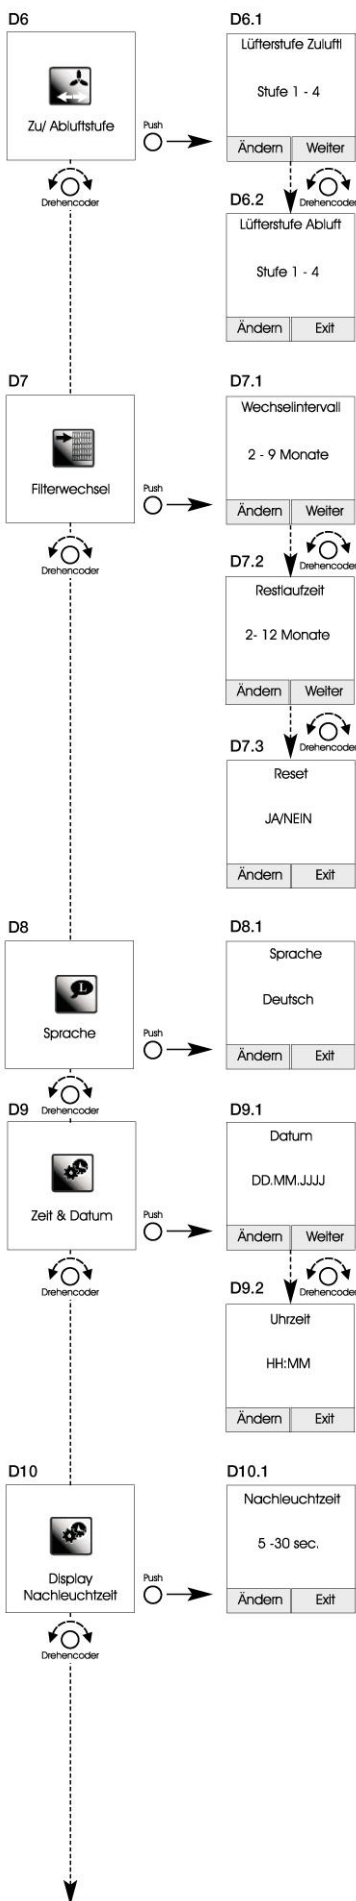 D6
Zu/ Abluftstufe
Push
Drehencoder
D6.1
Lüfterstufe Zuluftl
Stufe 1 - 4
Ändern Weiter
Drehencoder
D6.2
Lüfterstufe Abluft
Stufe 1 - 4
Ändern Exit
D7
Filterwechsel
Push
Drehencoder
D7.1
Wechselintervall
2 - 9 Monate
Ändern Weiter
Drehencoder
D7.2
Restlaufzeit
2- 12 Monate
Ändern Weiter
Drehencoder
D7.3
Reset
JA/NEIN
Ändern Exit
D8
L
Sprache
Push
Drehencoder
D8.1
Sprache
Deutsch
Ändern Exit
D9
Zeit & Datum
Push
Drehencoder
D9.1
Datum
DD.MM.JJJJ
Ändern Weiter
Drehencoder
D9.2
Uhrzeit
HH:MM
Ändern Exit
D10
Display
Nachleuchtzeit
Push
Drehencoder
D10.1
Nachleuchtzeit
5 -30 sec.
Ändern Exit